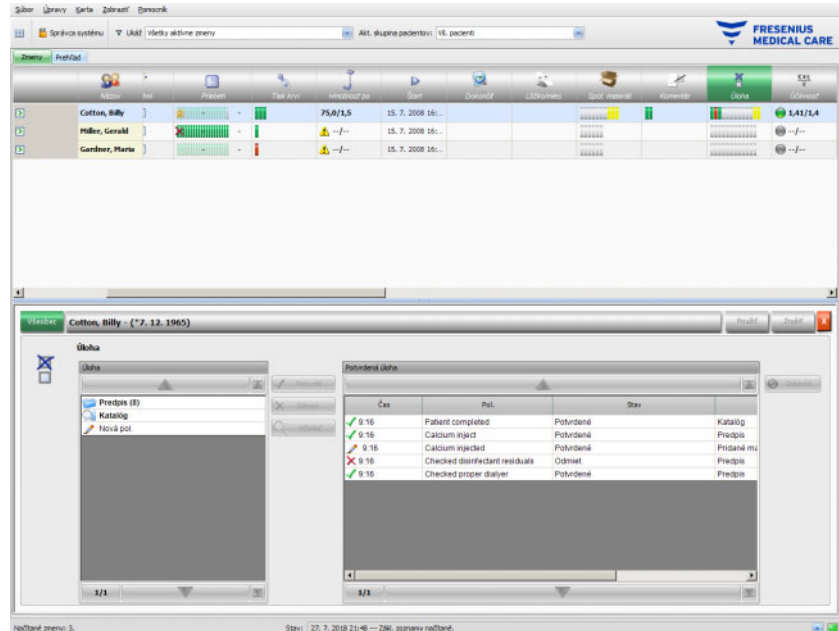 Súbor Úpravy Karta Zobraziť Pomocník
Správca systému Ukáž Všetky aktívne zmeny Akt. skupina pacientov: Vš. pacienti
FRESENIUS
MEDICAL CARE
Zmeny Prehľad
Názov Priebeh Tlak krvi Hmotnosť po Štart Dokončiť Spot. materiál Komentár Úloha Účinnosť
Cotton, Billy 75,0/1,5 15. 7. 2008 16:... 1,41/1,4
Miller, Gerald --/-- 15. 7. 2008 16:... --/--
Gardner, Maria --/-- 15. 7. 2008 16:... --/--
Všeobec Cotton, Billy - (*7. 12. 1965) Použiť Zrušiť
Úloha
Úloha Potvrdená úloha
Predpis (8)
Katalóg
Nová pol.
Čas Pol. Stav
9:16 Patient completed Potvrdené Katalóg
9:16 Calcium inject Potvrdené Predpis
9:16 Calcium injected Potvrdené Pridané ma
9:16 Checked disinfectant residuals Odmiet. Predpis
9:16 Checked proper dialyer Potvrdené Predpis
1/1 1/1
Načítané zmeny: 3. Stav: 27. 7. 2018 21:48 --- Zákl. zoznamy načítané.